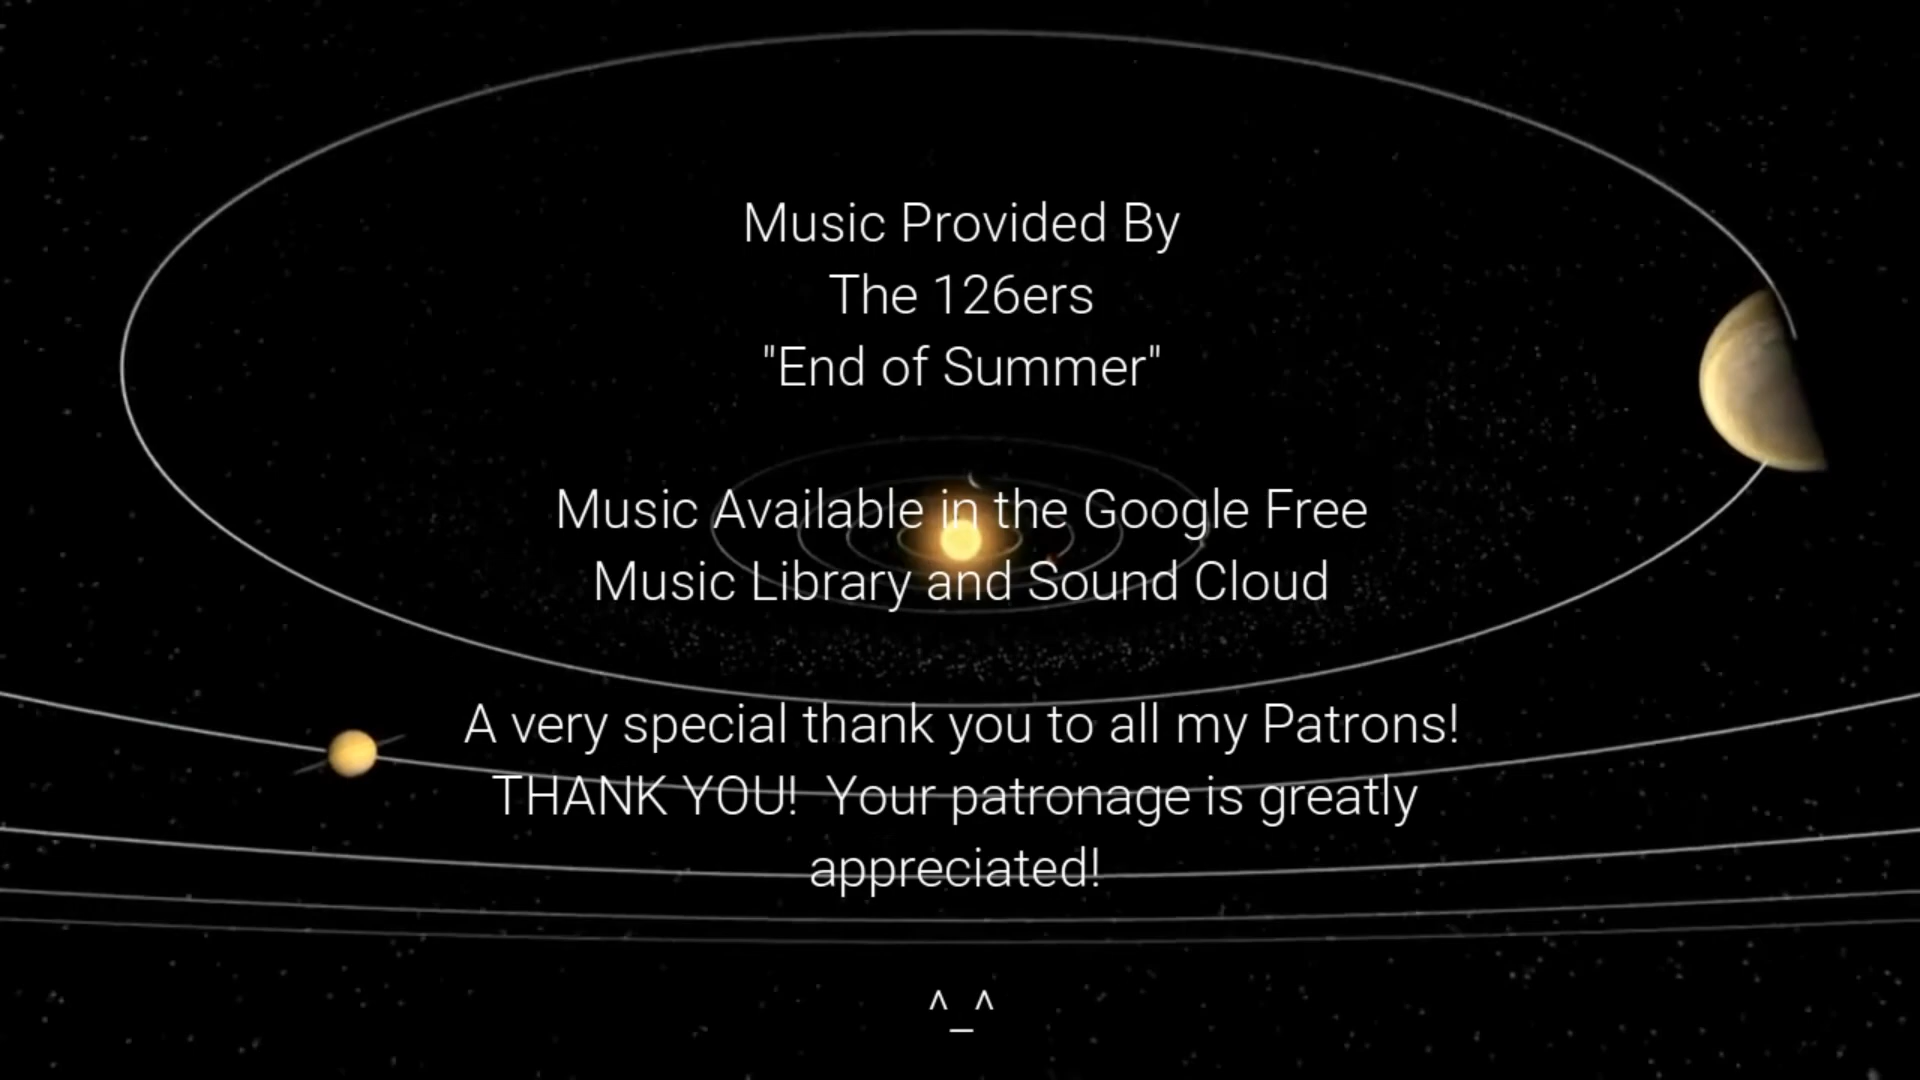 Music Provided By
The 126ers
"End of Summer"
Music Available in the Google Free
Music Library and Sound Cloud
A very special thank you to all my Patrons!
THANK YOU!  Your patronage is greatly
appreciated!
^_^